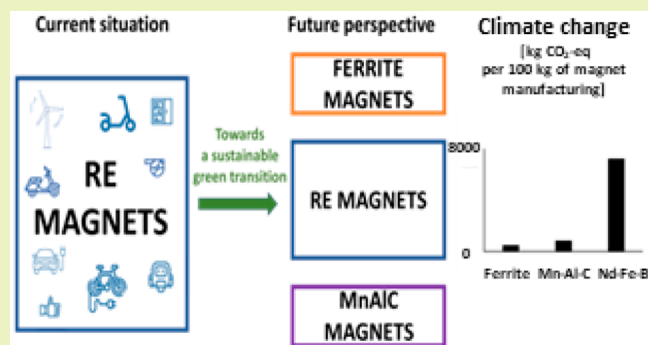 Current situation
RE
MAGNETS
Towards
a sustainable
green transition
Future perspective
FERRITE
MAGNETS
RE MAGNETS
MnAlC
MAGNETS
Climate change
[kg CO₂-eq
per 100 kg of magnet
manufacturing]
8000
0
Ferrite Mn-Al-C Nd-Fe-B